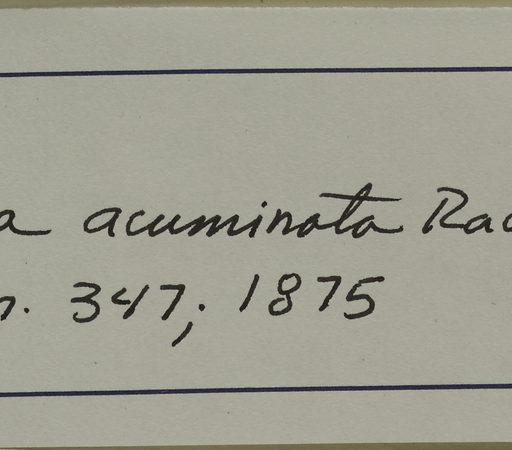 a acuminata Rac
n. 347; 1875